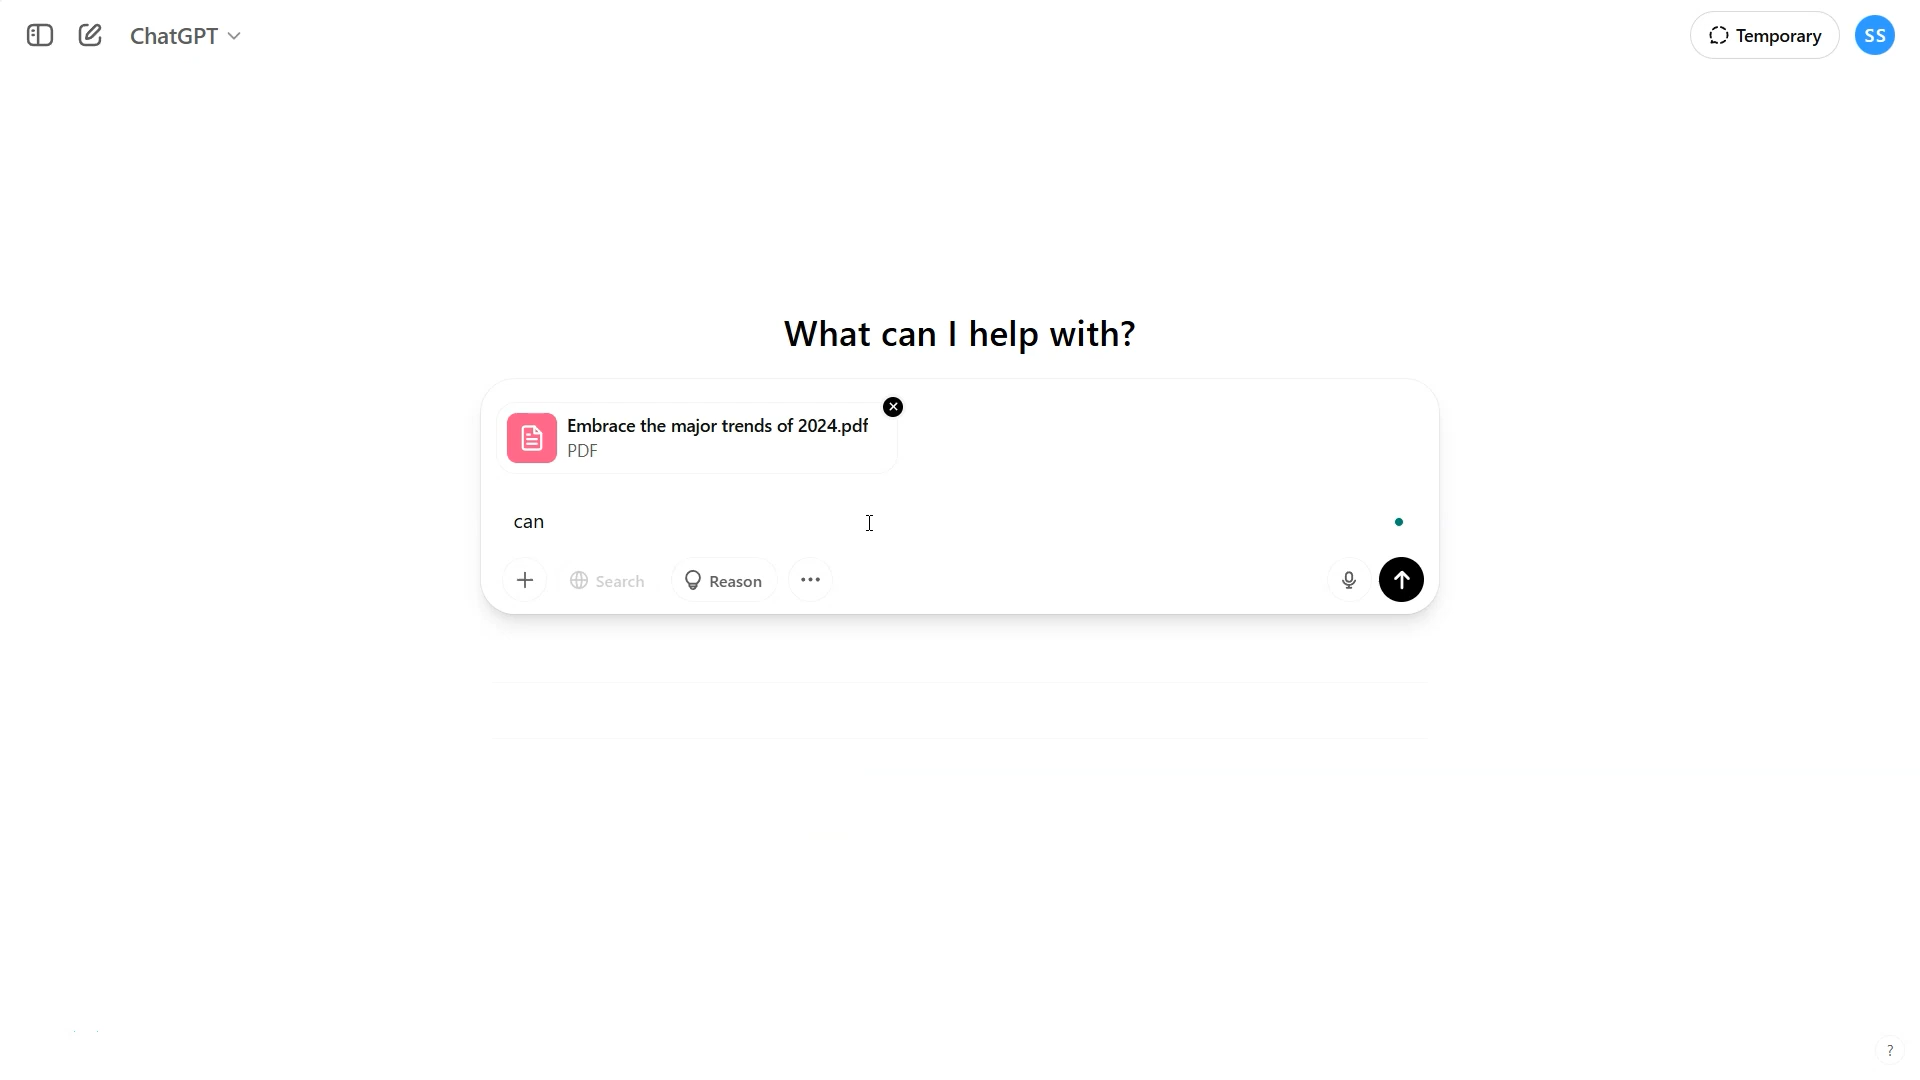 ChatGPT
Temporary
SS
What can I help with?
Embrace the major trends of 2024.pdf
PDF
can
Search
Reason
?